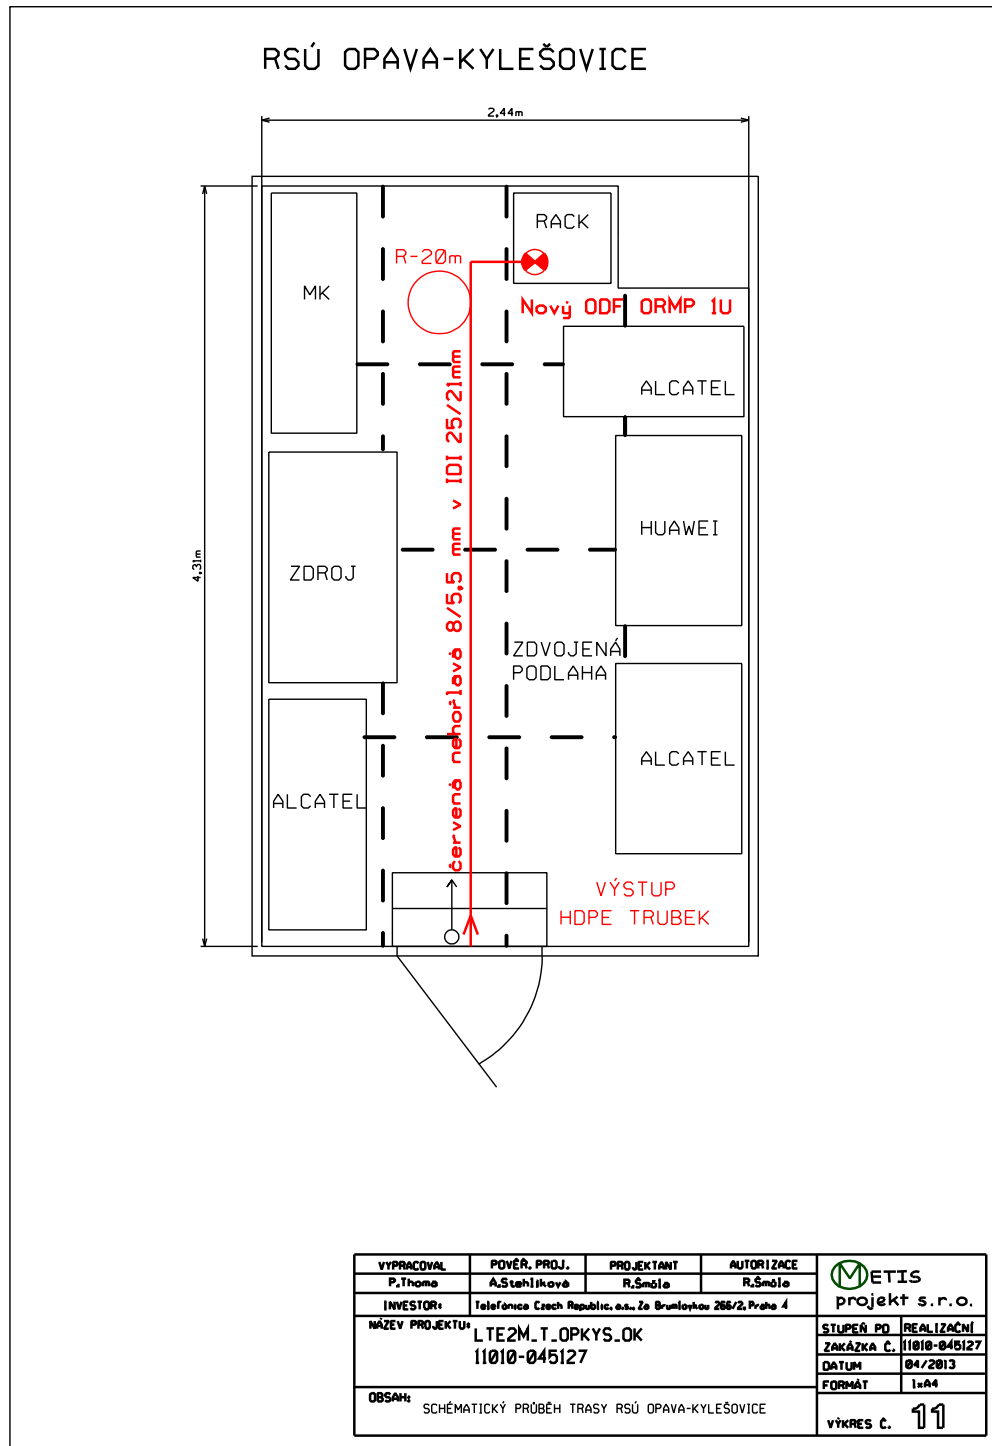 RSÚ OPAVA-KYLEŠOVICE
2,44m
RACK
R-20m
MK
Nový ODF ORMP 1U
ALCATEL
4,31m
červená nehořlavá 8/5,5 mm v IDI 25/21mm
HUAWEI
ZDROJ
ZDVOJENÁ
PODLAHA
ALCATEL
ALCATEL
VÝSTUP
HDPE TRUBEK
VYPRACOVAL POVĚŘ. PROJ. PROJEKTANT AUTORIZACE
P.Thoma A.Stehlíková R.Šmóla R.Šmóla
METIS
projekt s.r.o.
INVESTOR: Telefónica Czech Republic, a.s., Za Brumlovkou 266/2, Praha 4
NÁZEV PROJEKTU: LTE2M_T_OPKYS_OK
11010-045127
STUPEŇ PD REALIZAČNÍ
ZAKÁZKA Č. 11010-045127
DATUM 04/2013
FORMÁT 1xA4
OBSAH: SCHÉMATICKÝ PRŮBĚH TRASY RSÚ OPAVA-KYLEŠOVICE
VÝKRES Č. 11